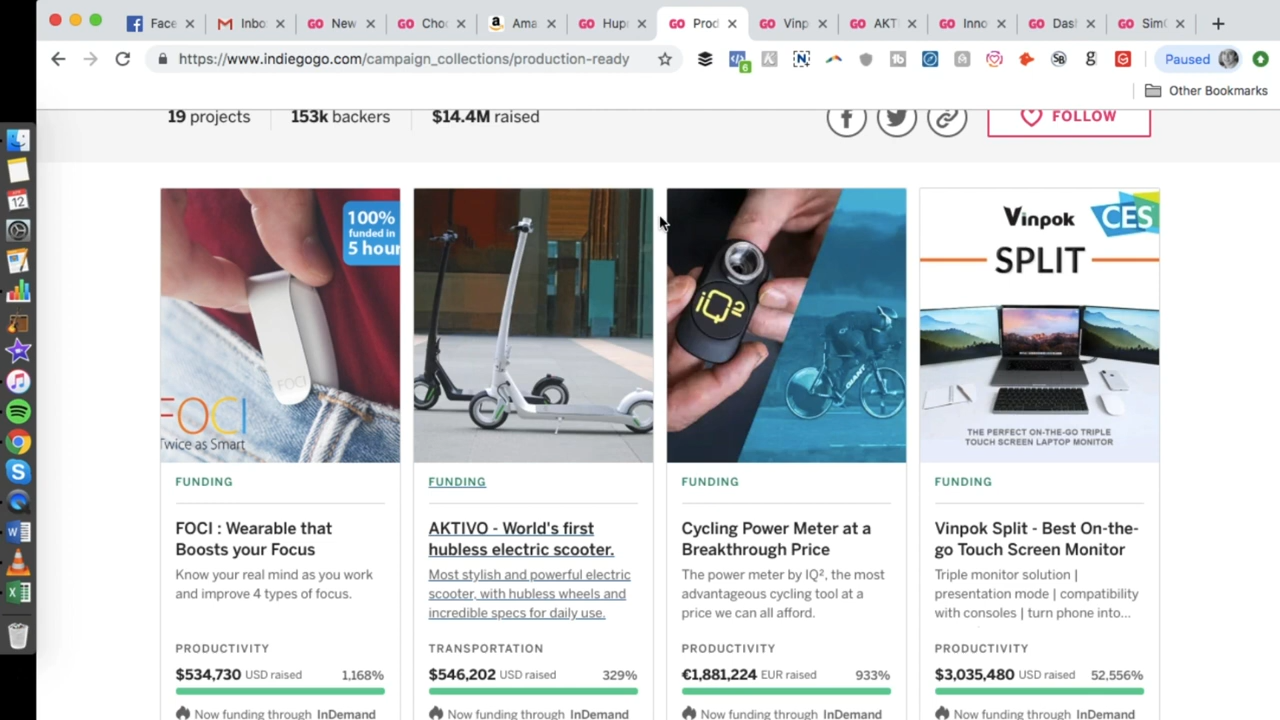 Face
Inbo
New
Cho
Ama
Hup
Prod
Vinp
AKT
Inno
Das
Sim
https://www.indiegogo.com/campaign_collections/production-ready
6
Paused
Other Bookmarks
19 projects
153k backers
$14.4M raised
FOLLOW
12
100%
funded in
5 hour
FOCI
FOCI
Twice as Smart
iQ²
GIANT
Vinpok
CES
SPLIT
THE PERFECT ON-THE-GO TRIPLE
TOUCH SCREEN LAPTOP MONITOR
FUNDING
FOCI : Wearable that
Boosts your Focus
Know your real mind as you work
and improve 4 types of focus.
PRODUCTIVITY
$534,730 USD raised 1,168%
Now funding through InDemand
FUNDING
AKTIVO - World's first
hubless electric scooter.
Most stylish and powerful electric
scooter, with hubless wheels and
incredible specs for daily use.
TRANSPORTATION
$546,202 USD raised 329%
Now funding through InDemand
FUNDING
Cycling Power Meter at a
Breakthrough Price
The power meter by IQ², the most
advantageous cycling tool at a
price we can all afford.
PRODUCTIVITY
€1,881,224 EUR raised 933%
Now funding through InDemand
FUNDING
Vinpok Split - Best On-the-
go Touch Screen Monitor
Triple monitor solution |
presentation mode | compatibility
with consoles | turn phone into...
PRODUCTIVITY
$3,035,480 USD raised 52,556%
Now funding through InDemand